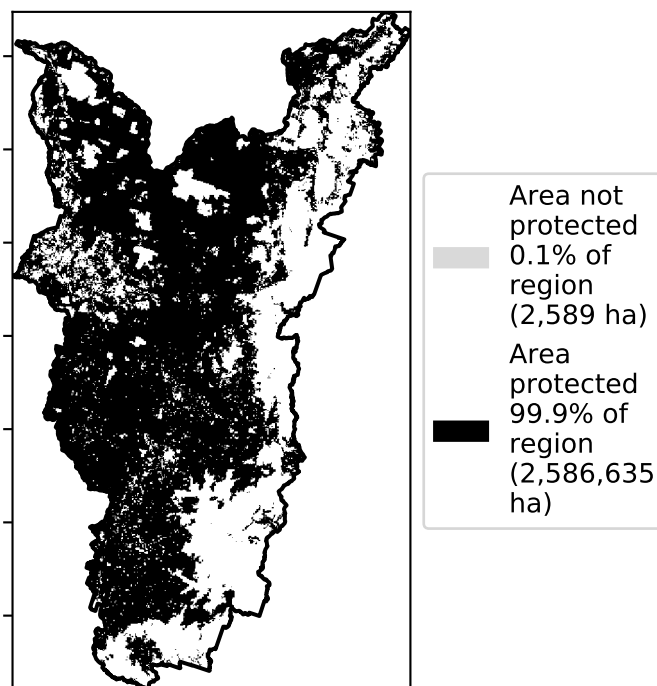 Area not
protected
0.1% of
region
(2,589 ha)
Area
protected
99.9% of
region
(2,586,635
ha)